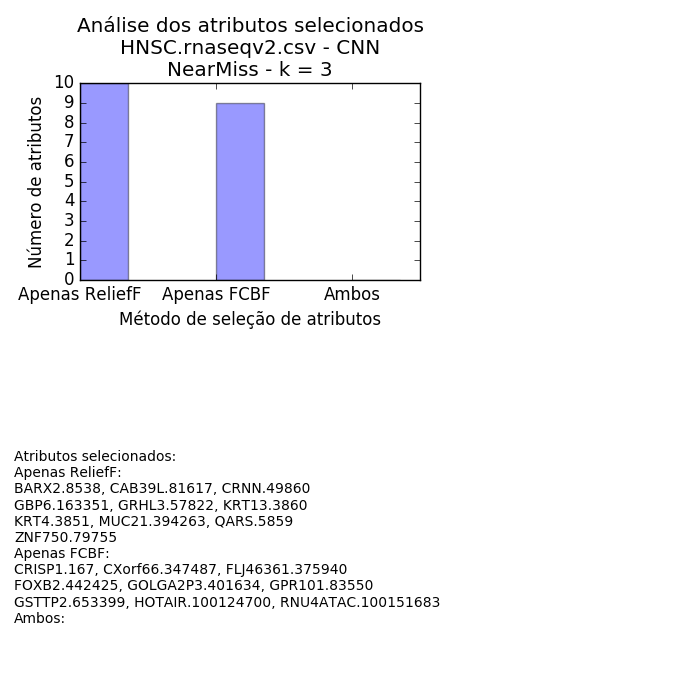 Análise dos atributos selecionados
HNSC.rnaseqv2.csv - CNN
NearMiss - k = 3
Número de atributos
10
9
8
7
6
5
4
3
2
1
0
Apenas ReliefF
Apenas FCBF
Ambos
Método de seleção de atributos
Atributos selecionados:
Apenas ReliefF:
BARX2.8538, CAB39L.81617, CRNN.49860
GBP6.163351, GRHL3.57822, KRT13.3860
KRT4.3851, MUC21.394263, QARS.5859
ZNF750.79755
Apenas FCBF:
CRISP1.167, CXorf66.347487, FLJ46361.375940
FOXB2.442425, GOLGA2P3.401634, GPR101.83550
GSTTP2.653399, HOTAIR.100124700, RNU4ATAC.100151683
Ambos: